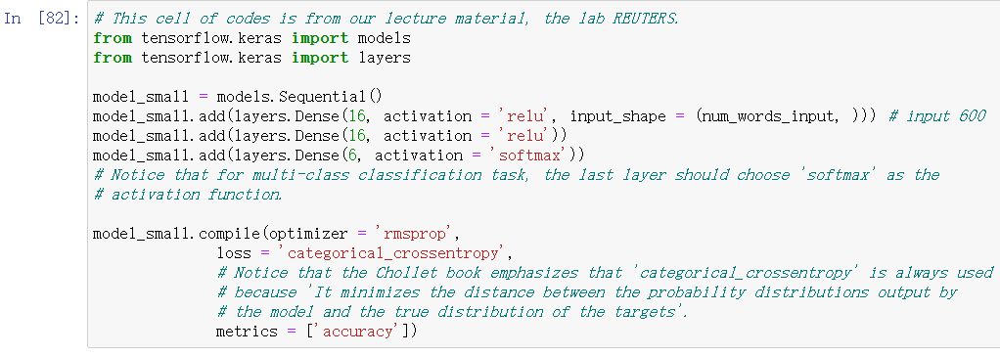 In [82]: # This cell of codes is from our lecture material, the lab REUTERS.
from tensorflow.keras import models
from tensorflow.keras import layers
model_small = models.Sequential()
model_small.add(layers.Dense(16, activation = 'relu', input_shape = (num_words_input, ))) # input 600
model_small.add(layers.Dense(16, activation = 'relu'))
model_small.add(layers.Dense(6, activation = 'softmax'))
# Notice that for multi-class classification task, the last layer should choose 'softmax' as the
# activation function.
model_small.compile(optimizer = 'rmsprop',
loss = 'categorical_crossentropy',
# Notice that the Chollet book emphasizes that 'categorical_crossentropy' is always used
# because 'It minimizes the distance between the probability distributions output by
# the model and the true distribution of the targets'.
metrics = ['accuracy'])